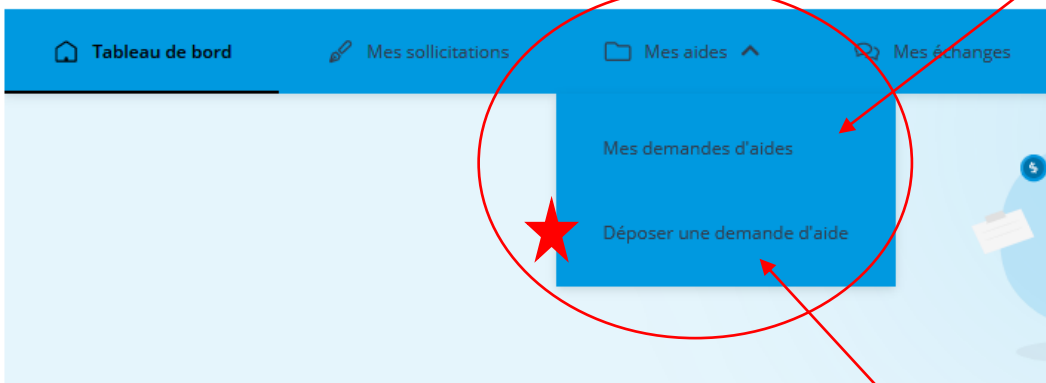 Tableau de bord
Mes sollicitations
Mes aides
Mes échanges
Mes demandes d'aides
Déposer une demande d'aide